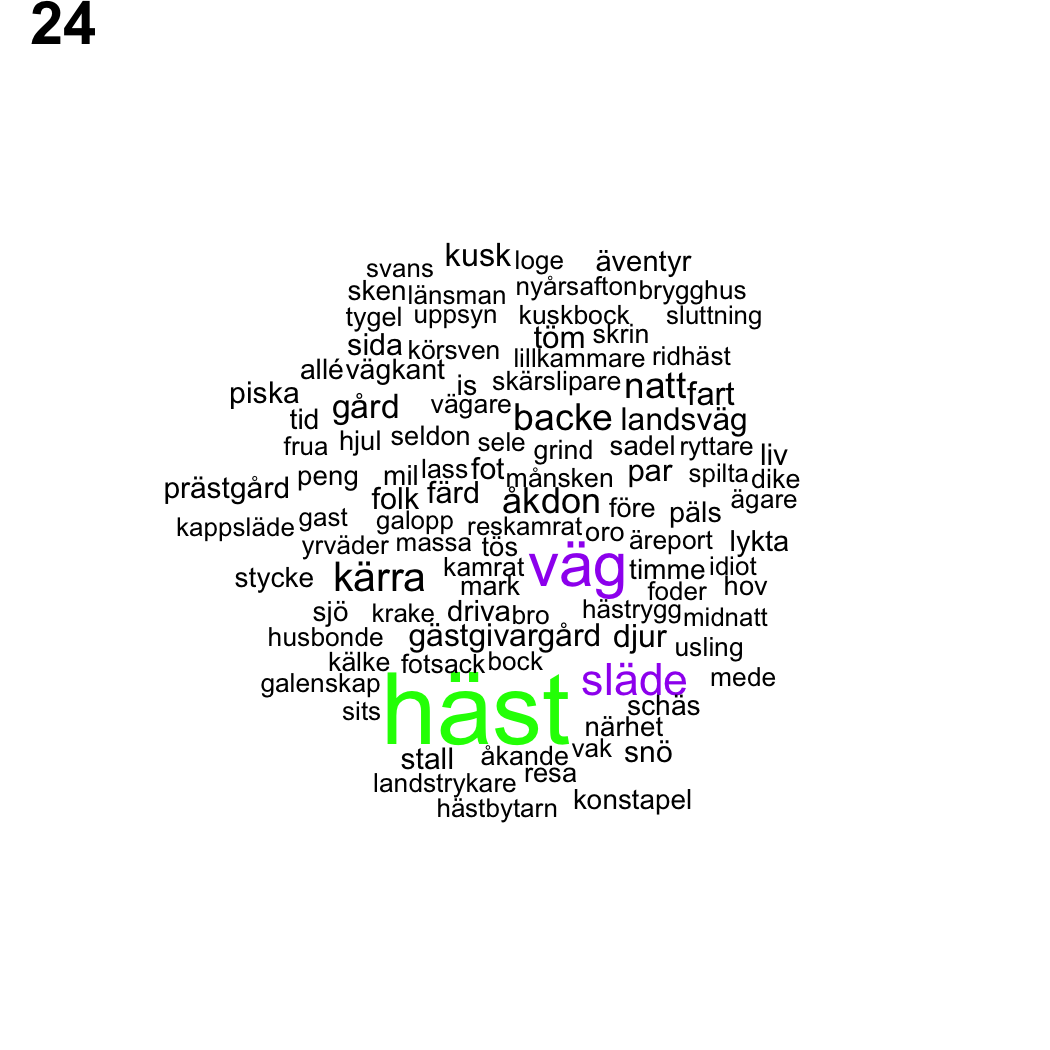 24
kusk loge äventyr
svans
sken länsman nyårsafton brygghus
tygel uppsyn kuskbock sluttning
töm skrin
sida körsven lillkammare ridhäst
allé vägkant is skärslipare natt fart
piska
tid gård vägare backe landsväg
frua hjul seldon sele grind sadel ryttare liv
prästgård peng mil lass fot månsken par spilta dike
folk färd åkdon före päls ägare
kappsläde gast galopp reskamrat oro äreport lykta
yrväder massa tös väg timme idiot
stycke kärra kamrat mark foder hov
sjö krake driva bro hästrygg midnatt
husbonde gästgivargård djur usling
kälke fotsack bock släde mede
galenskap häst schäs
sits närhet
stall åkande vak snö
landstrykare resa
hästbytarn konstapel